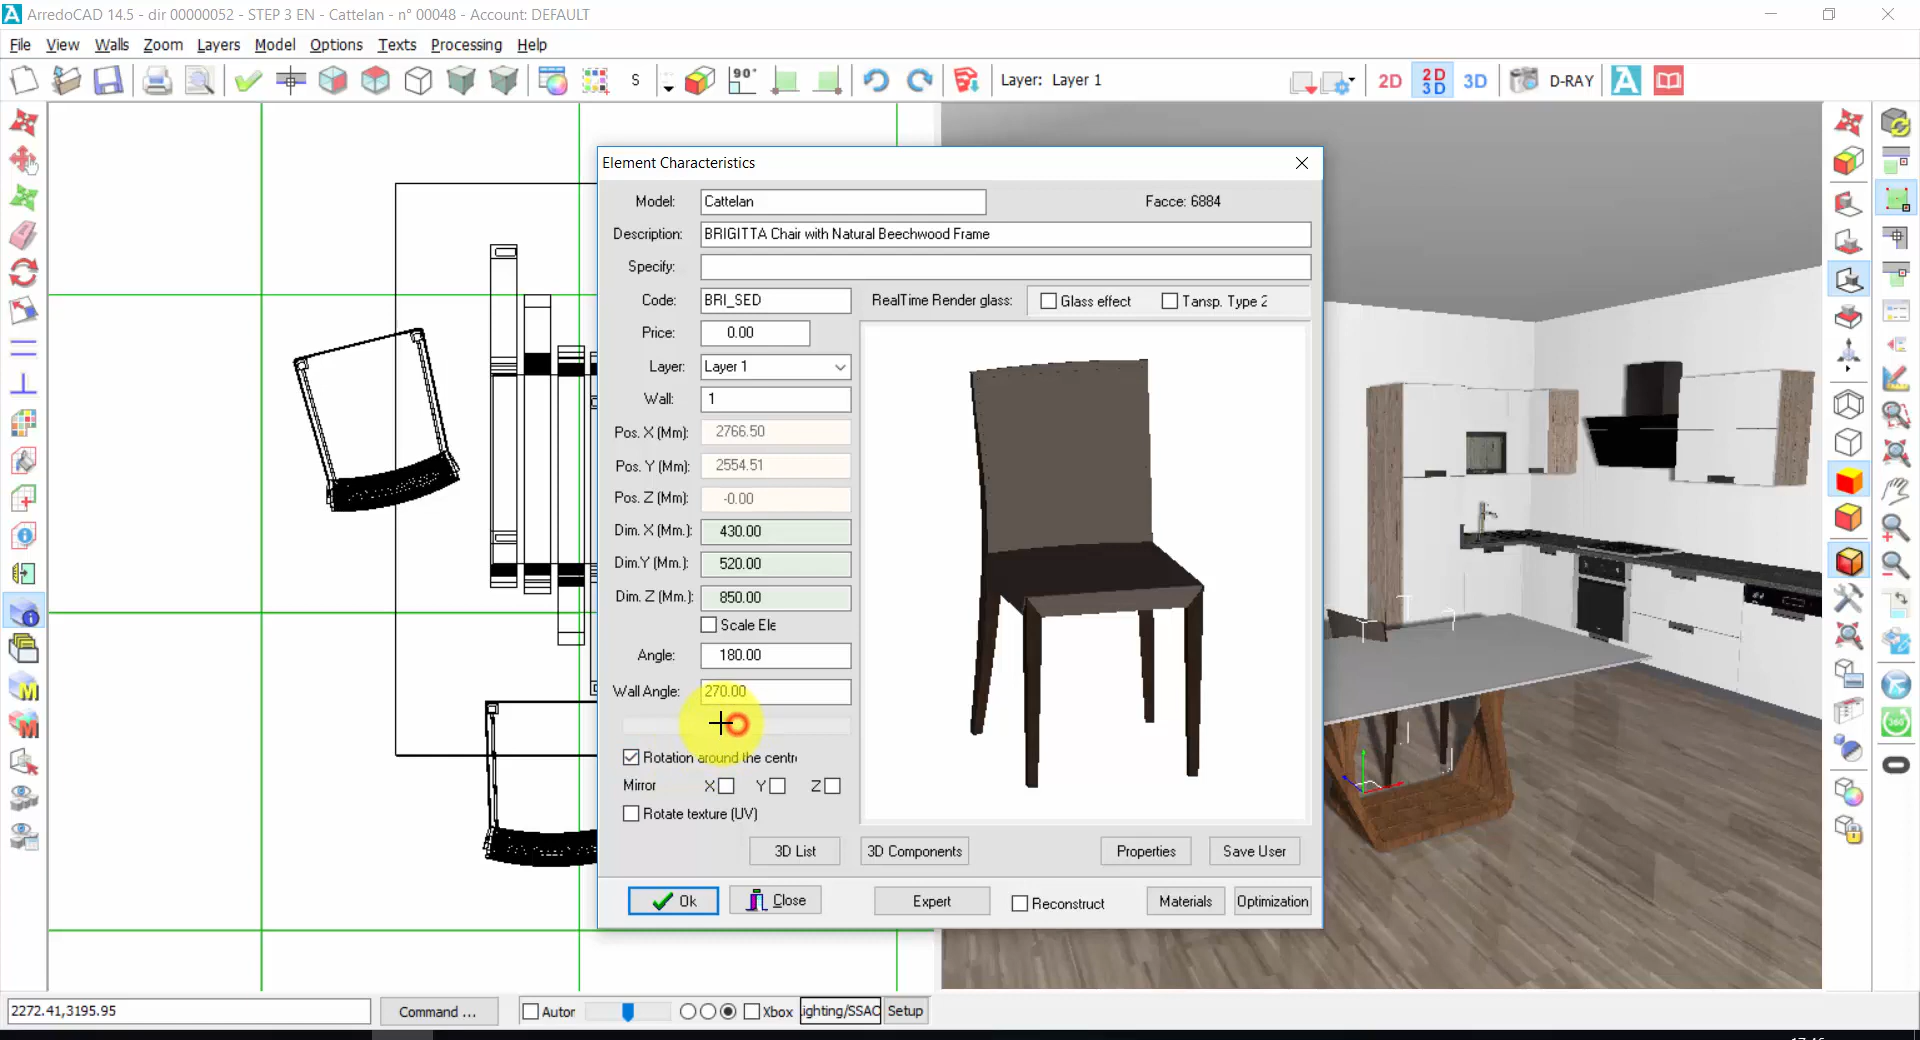 ArredoCAD 14.5 - dir 00000052 - STEP 3 EN - Cattelan - n° 00048 - Account: DEFAULT
File View Walls Zoom Layers Model Options Texts Processing Help
S 90° Layer: Layer 1 2D 2D 3D 3D D-RAY
Element Characteristics
Model: Cattelan Facce: 6884
Description: BRIGITTA Chair with Natural Beechwood Frame
Specify:
Code: BRI_SED RealTime Render glass: Glass effect Tansp. Type 2
Price: 0.00
Layer: Layer 1
Wall: 1
Pos. X (Mm): 2766.50
Pos. Y (Mm): 2554.51
Pos. Z (Mm): -0.00
Dim. X (Mm.): 430.00
Dim.Y (Mm.): 520.00
Dim. Z (Mm.): 850.00
Scale Ele
Angle: 180.00
Wall Angle: 270.00
Rotation around the centr
Mirror X Y Z
Rotate texture (UV)
3D List 3D Components Properties Save User
Ok Close Expert Reconstruct Materials Optimization
2272.41,3195.95 Command ... Autor Xbox ighting/SSAO Setup